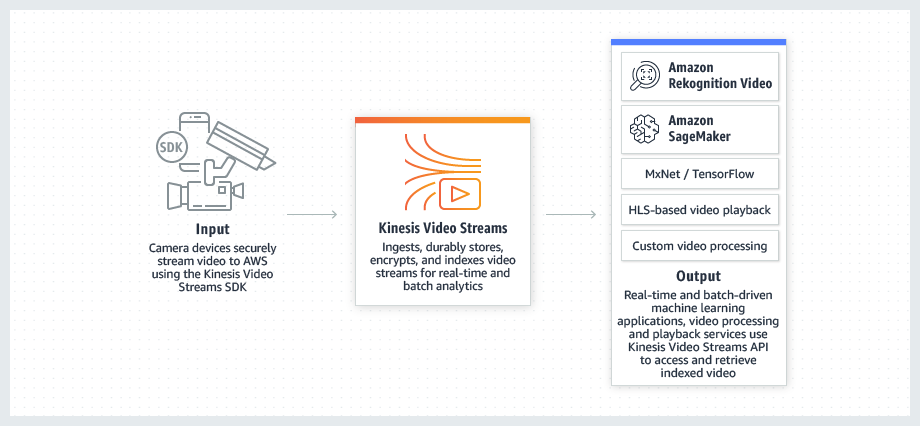 SDK
Input
Camera devices securely
stream video to AWS
using the Kinesis Video
Streams SDK
Kinesis Video Streams
Ingests, durably stores,
encrypts, and indexes video
streams for real-time and
batch analytics
Amazon
Rekognition Video
Amazon
SageMaker
MxNet / TensorFlow
HLS-based video playback
Custom video processing
Output
Real-time and batch-driven
machine learning
applications, video processing
and playback services use
Kinesis Video Streams API
to access and retrieve
indexed video